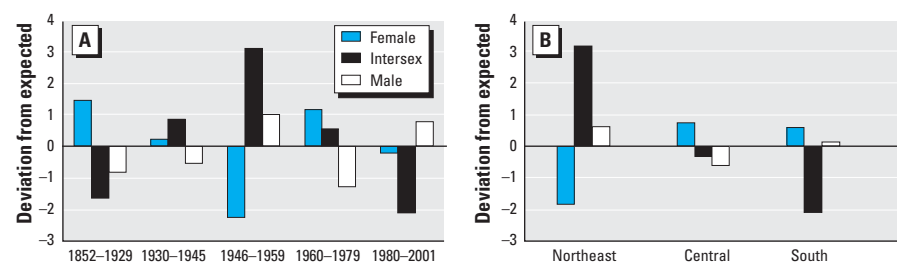 A
Deviation from expected
4
3
2
1
0
–1
–2
–3
Female
Intersex
Male
1852–1929 1930–1945 1946–1959 1960–1979 1980–2001
B
Deviation from expected
4
3
2
1
0
–1
–2
–3
Northeast Central South